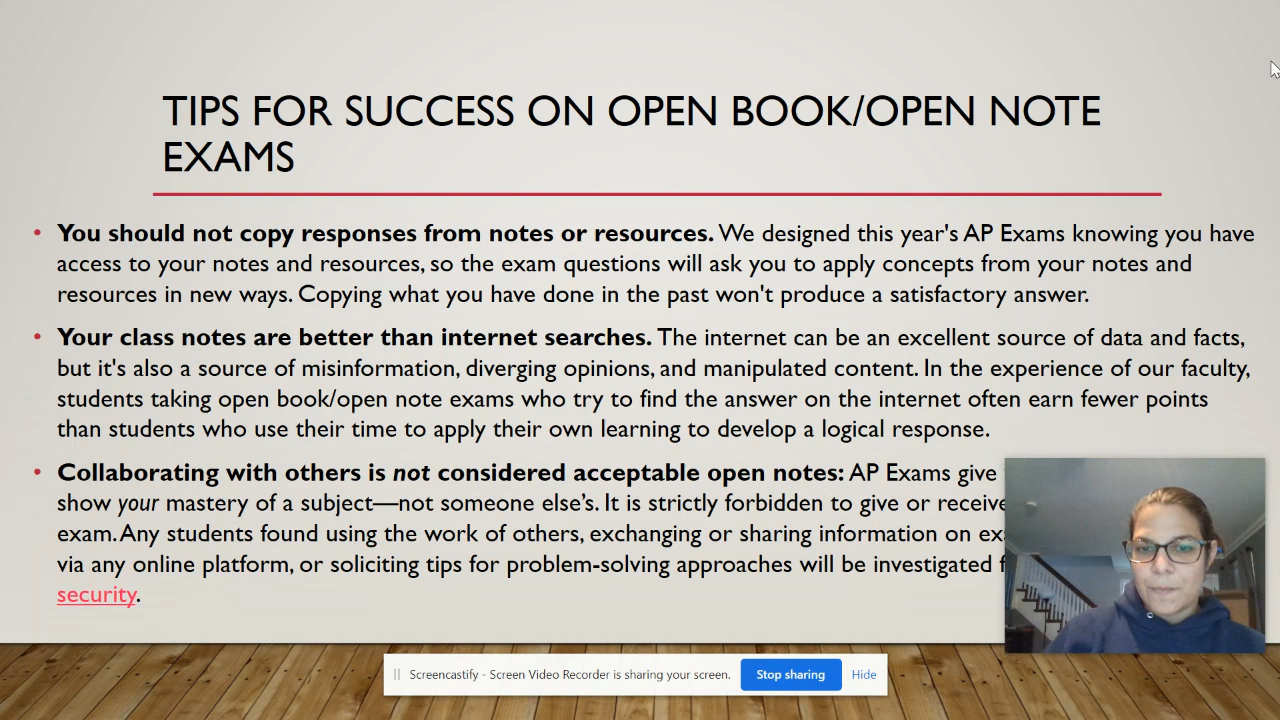 TIPS FOR SUCCESS ON OPEN BOOK/OPEN NOTE
EXAMS
• You should not copy responses from notes or resources. We designed this year's AP Exams knowing you have
access to your notes and resources, so the exam questions will ask you to apply concepts from your notes and
resources in new ways. Copying what you have done in the past won't produce a satisfactory answer.
• Your class notes are better than internet searches. The internet can be an excellent source of data and facts,
but it's also a source of misinformation, diverging opinions, and manipulated content. In the experience of our faculty,
students taking open book/open note exams who try to find the answer on the internet often earn fewer points
than students who use their time to apply their own learning to develop a logical response.
• Collaborating with others is not considered acceptable open notes: AP Exams give
show your mastery of a subject—not someone else’s. It is strictly forbidden to give or receive
exam. Any students found using the work of others, exchanging or sharing information on
via any online platform, or soliciting tips for problem-solving approaches will be investigated
security.
Screencastify - Screen Video Recorder is sharing your screen. Stop sharing Hide